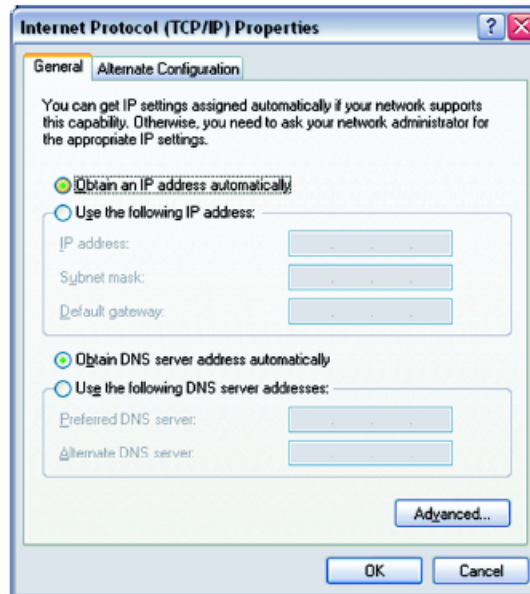 Internet Protocol (TCP/IP) Properties
General
Alternate Configuration
You can get IP settings assigned automatically if your network supports
this capability. Otherwise, you need to ask your network administrator for
the appropriate IP settings.
Obtain an IP address automatically
Use the following IP address:
IP address:
Subnet mask:
Default gateway:
Obtain DNS server address automatically
Use the following DNS server addresses:
Preferred DNS server:
Alternate DNS server:
Advanced...
OK
Cancel